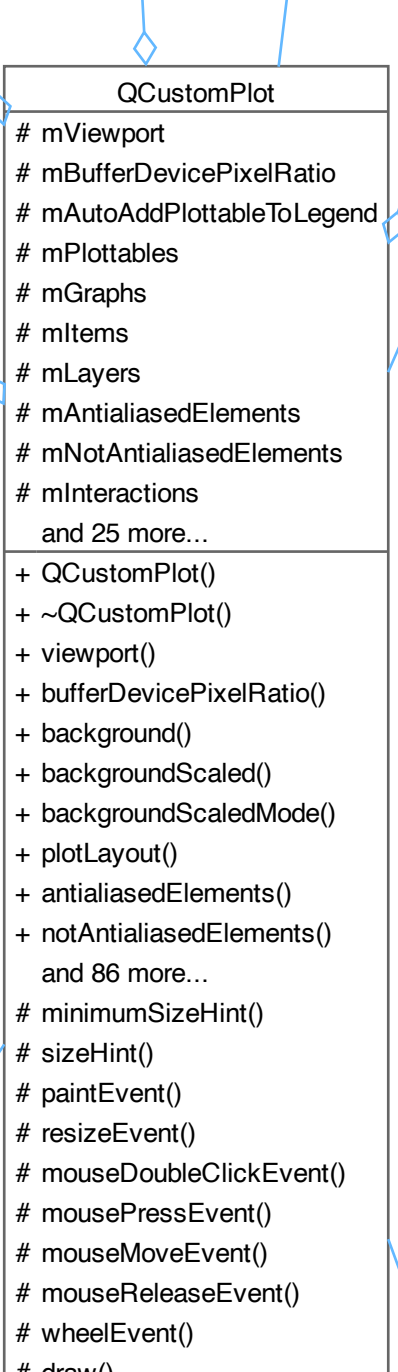 QCustomPlot
# mViewport
# mBufferDevicePixelRatio
# mAutoAddPlottableToLegend
# mPlottables
# mGraphs
# mItems
# mLayers
# mAntialiasedElements
# mNotAntialiasedElements
# mInteractions
and 25 more...
+ QCustomPlot()
+ ~QCustomPlot()
+ viewport()
+ bufferDevicePixelRatio()
+ background()
+ backgroundScaled()
+ backgroundScaledMode()
+ plotLayout()
+ antialiasedElements()
+ notAntialiasedElements()
and 86 more...
# minimumSizeHint()
# sizeHint()
# paintEvent()
# resizeEvent()
# mouseDoubleClickEvent()
# mousePressEvent()
# mouseMoveEvent()
# mouseReleaseEvent()
# wheelEvent()
# draw()